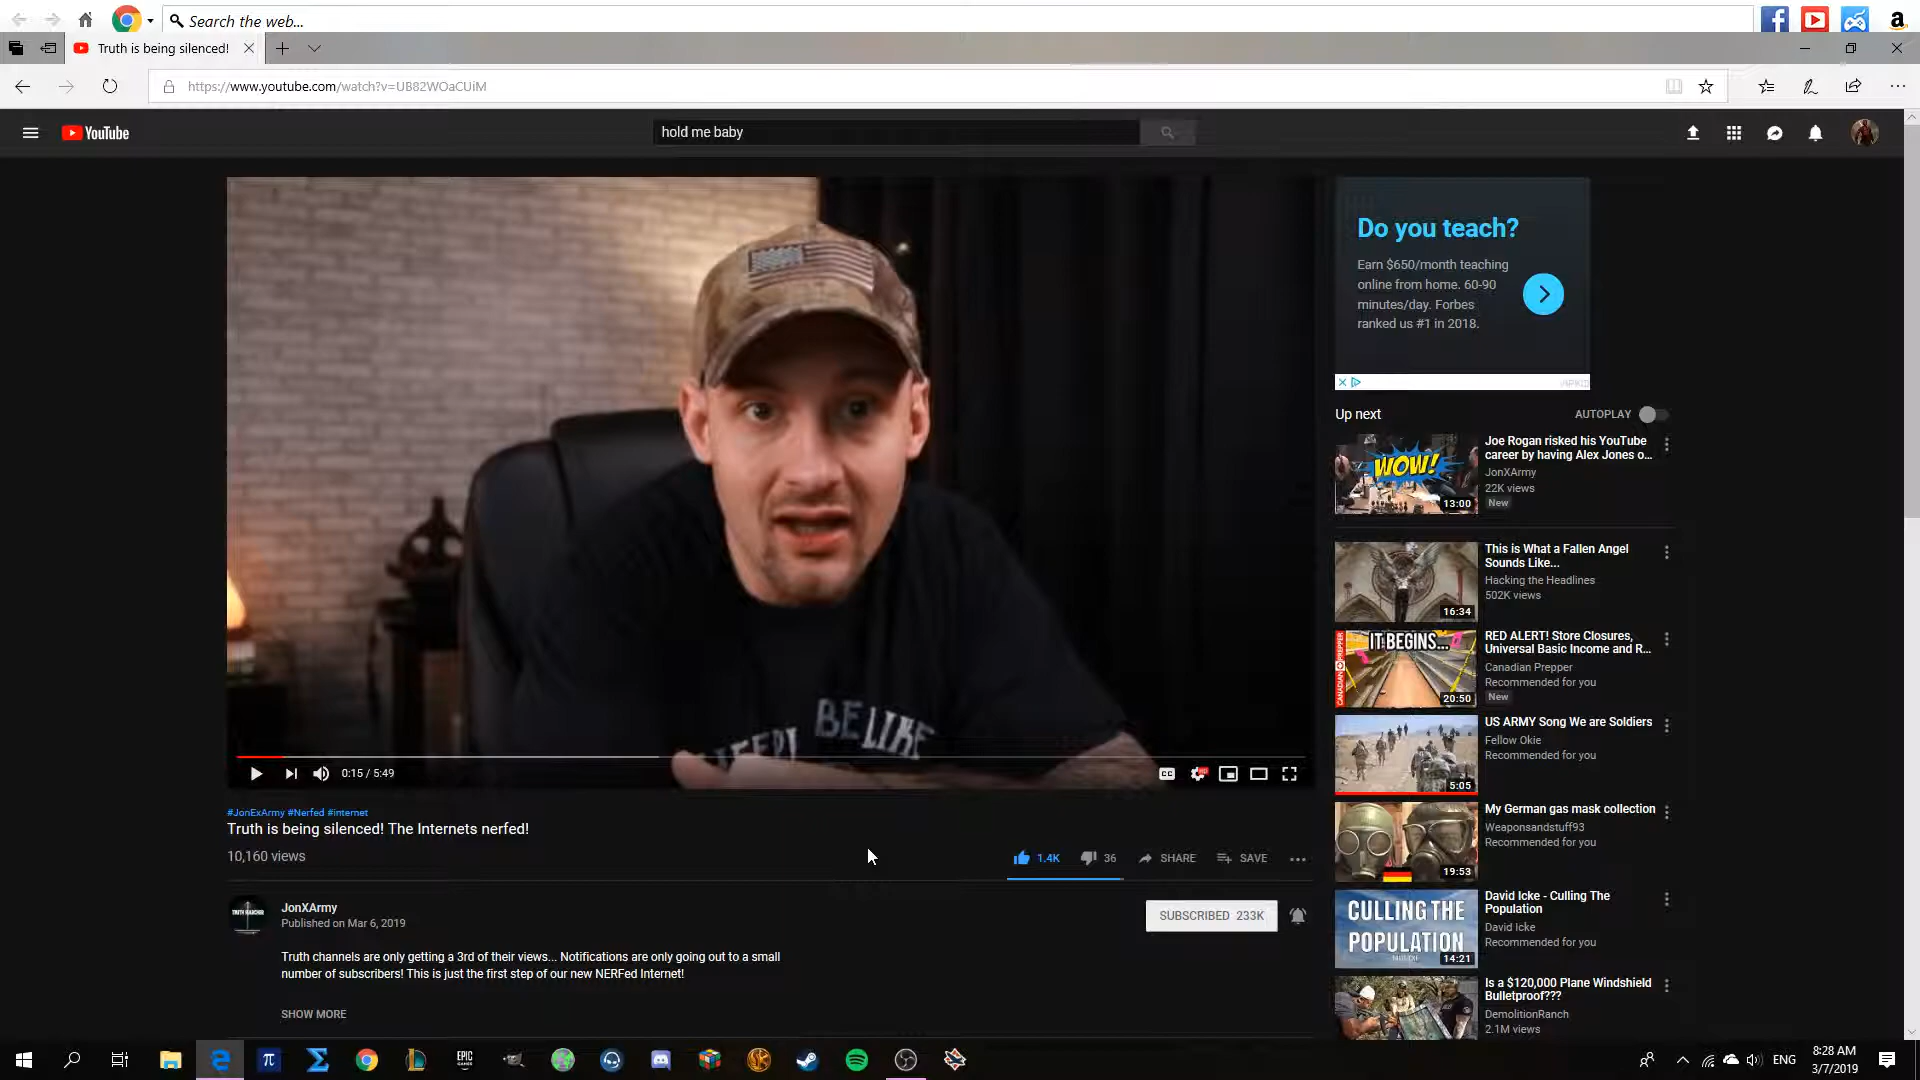 Search the web...
Truth is being silenced!
https://www.youtube.com/watch?v=UB82WOaCUiM
YouTube
hold me baby
Do you teach?
Earn $650/month teaching
online from home. 60-90
minutes/day. Forbes
ranked us #1 in 2018.
Up next
AUTOPLAY
WOW!
13:00
Joe Rogan risked his YouTube
career by having Alex Jones o...
JonXArmy
22K views
New
16:34
This is What a Fallen Angel
Sounds Like...
Hacking the Headlines
502K views
IT BEGINS...
CANADIAN PREPPER
20:50
RED ALERT! Store Closures,
Universal Basic Income and R...
Canadian Prepper
Recommended for you
New
5:05
US ARMY Song We are Soldiers
Fellow Okie
Recommended for you
19:53
My German gas mask collection
Weaponsandstuff93
Recommended for you
CULLING THE
POPULATION
14:21
David Icke - Culling The
Population
David Icke
Recommended for you
Is a $120,000 Plane Windshield
Bulletproof???
DemolitionRanch
2.1M views
BE LIKE
0:15 / 5:49
CC
#JonExArmy #Nerfed #internet
Truth is being silenced! The Internets nerfed!
10,160 views
1.4K
36
SHARE
SAVE
JonXArmy
Published on Mar 6, 2019
SUBSCRIBED 233K
Truth channels are only getting a 3rd of their views... Notifications are only going out to a small
number of subscribers! This is just the first step of our new NERFed Internet!
SHOW MORE
EPIC
GAMES
ENG
8:28 AM
3/7/2019